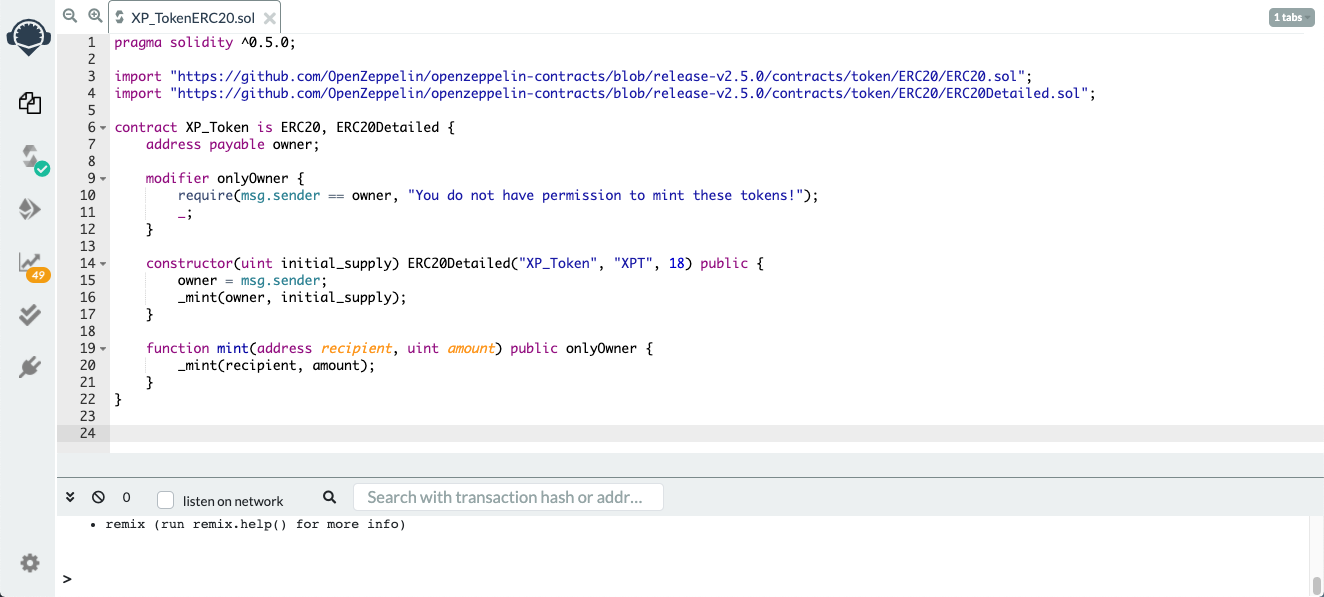 XP_TokenERC20.sol
1 tabs
1 pragma solidity ^0.5.0;
2
3 import "https://github.com/OpenZeppelin/openzeppelin-contracts/blob/release-v2.5.0/contracts/token/ERC20/ERC20.sol";
4 import "https://github.com/OpenZeppelin/openzeppelin-contracts/blob/release-v2.5.0/contracts/token/ERC20/ERC20Detailed.sol";
5
6 contract XP_Token is ERC20, ERC20Detailed {
7     address payable owner;
8
9     modifier onlyOwner {
10         require(msg.sender == owner, "You do not have permission to mint these tokens!");
11         _;
12     }
13
14     constructor(uint initial_supply) ERC20Detailed("XP_Token", "XPT", 18) public {
15         owner = msg.sender;
16         _mint(owner, initial_supply);
17     }
18
19     function mint(address recipient, uint amount) public onlyOwner {
20         _mint(recipient, amount);
21     }
22 }
23
24
49
0 listen on network Search with transaction hash or addr...
• remix (run remix.help() for more info)
>